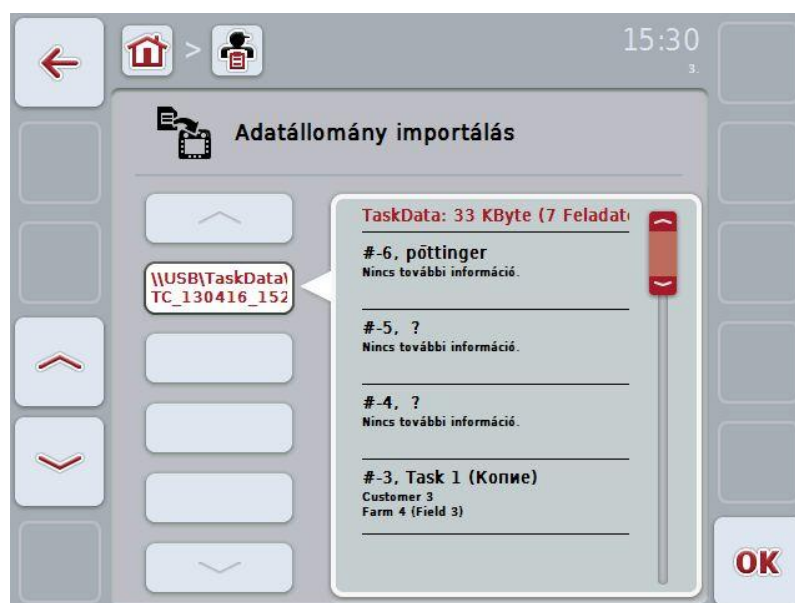 >
15:30
3.
Adatállomány importálás
\\USB\TaskData\
TC_130416_152
TaskData: 33 KByte (7 Feladat
#-6, pöttinger
Nincs további információ.
#-5, ?
Nincs további információ.
#-4, ?
Nincs további információ.
#-3, Task 1 (Копие)
Customer 3
Farm 4 (Field 3)
OK